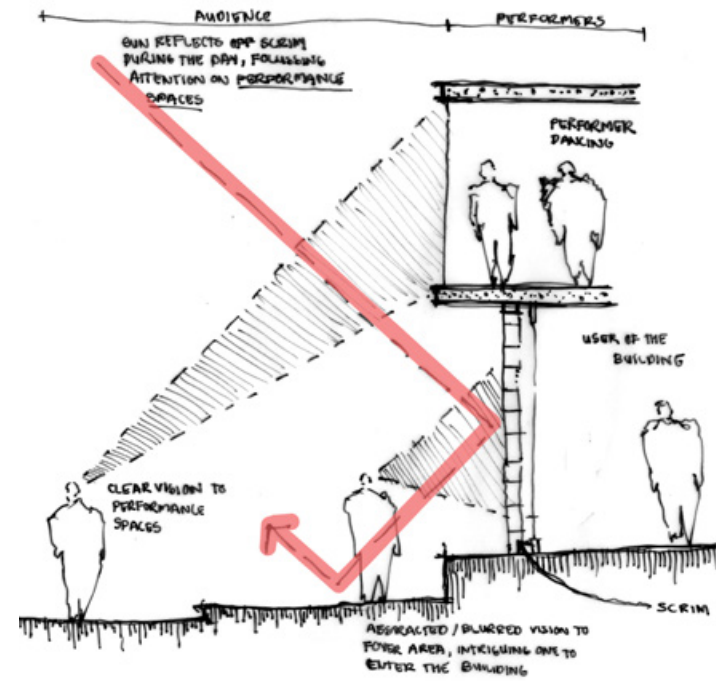 AUDIENCE
PERFORMERS
SUN REFLECTS OFF SCRIM
DURING THE DAY, FOCUSSING
ATTENTION ON PERFORMANCE
SPACES
PERFORMER
DANCING
USER OF THE
BUILDING
CLEAR VISION TO
PERFORMANCE
SPACES
SCRIM
ABSTRACTED / BLURRED VISION TO
FOYER AREA, INTRIGUING ONE TO
ENTER THE BUILDING